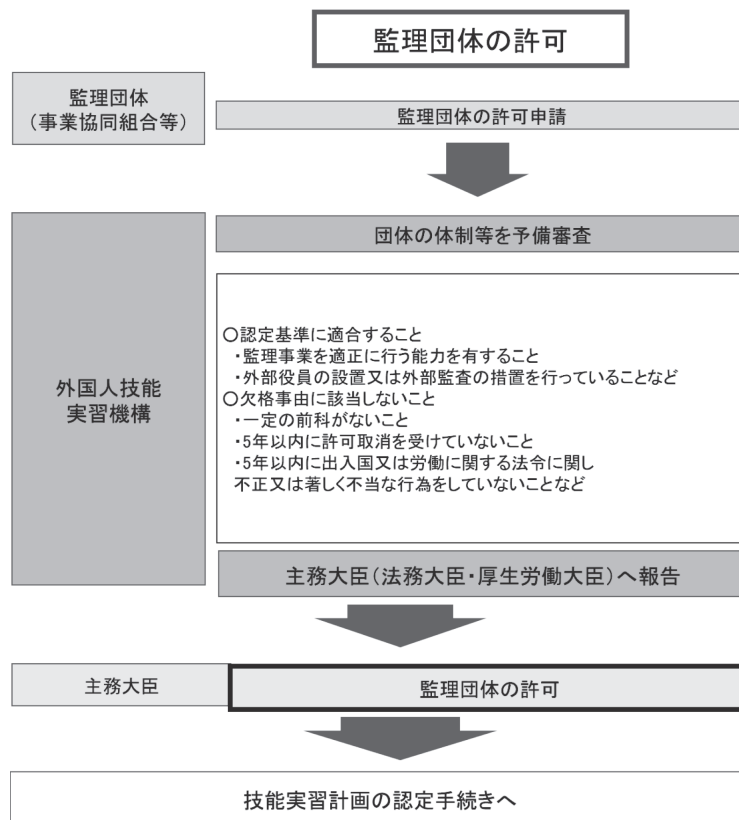 監理団体の許可
監理団体
（事業協同組合等）
監理団体の許可申請
外国人技能
実習機構
団体の体制等を予備審査
○認定基準に適合すること
・監理事業を適正に行う能力を有すること
・外部役員の設置又は外部監査の措置を行っていることなど
○欠格事由に該当しないこと
・一定の前科がないこと
・5年以内に許可取消を受けていないこと
・5年以内に出入国又は労働に関する法令に関し
不正又は著しく不当な行為をしていないことなど
主務大臣（法務大臣・厚生労働大臣）へ報告
主務大臣
監理団体の許可
技能実習計画の認定手続きへ